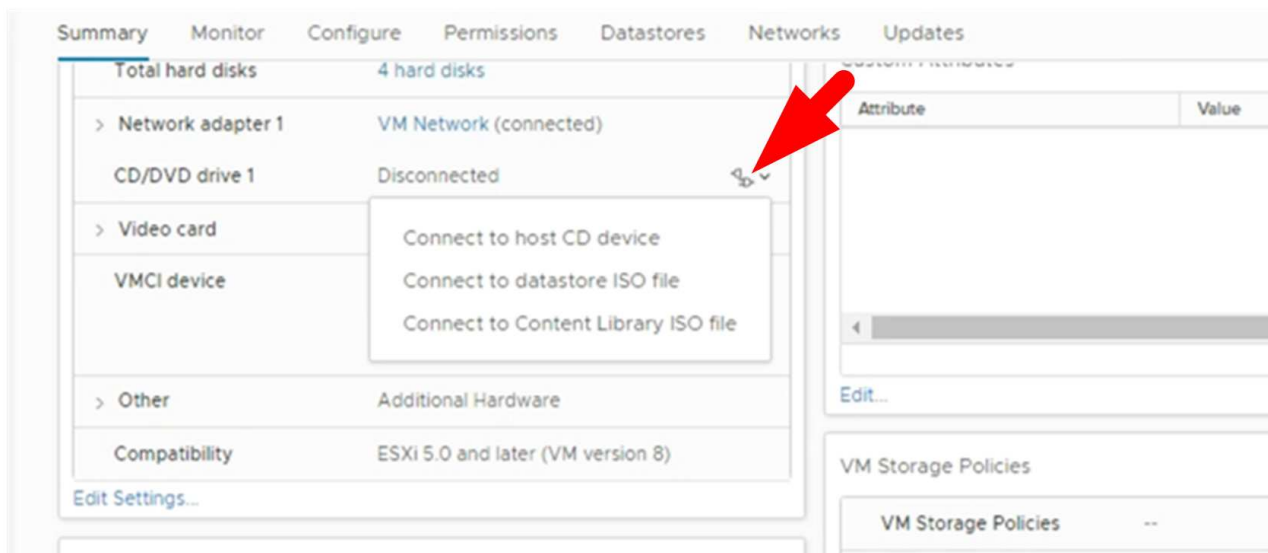 Summary Monitor Configure Permissions Datastores Networks Updates
Total hard disks 4 hard disks
> Network adapter 1 VM Network (connected)
CD/DVD drive 1 Disconnected
> Video card
Connect to host CD device
VMCI device
Connect to datastore ISO file
Connect to Content Library ISO file
> Other Additional Hardware
Compatibility ESXi 5.0 and later (VM version 8)
Edit Settings...
Custom Attributes
Attribute Value
Edit...
VM Storage Policies
VM Storage Policies --